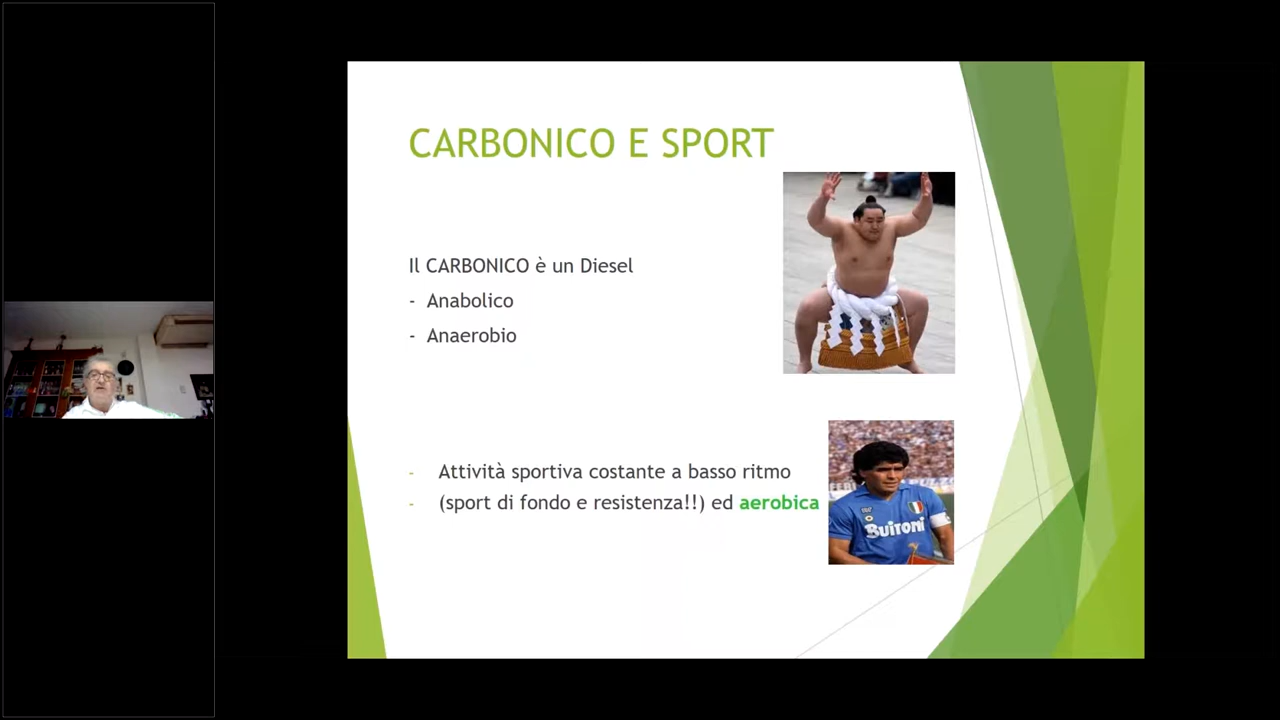 CARBONICO E SPORT
Il CARBONICO è un Diesel
- Anabolico
- Anaerobio
- Attività sportiva costante a basso ritmo
- (sport di fondo e resistenza!!) ed aerobica
Buitoni